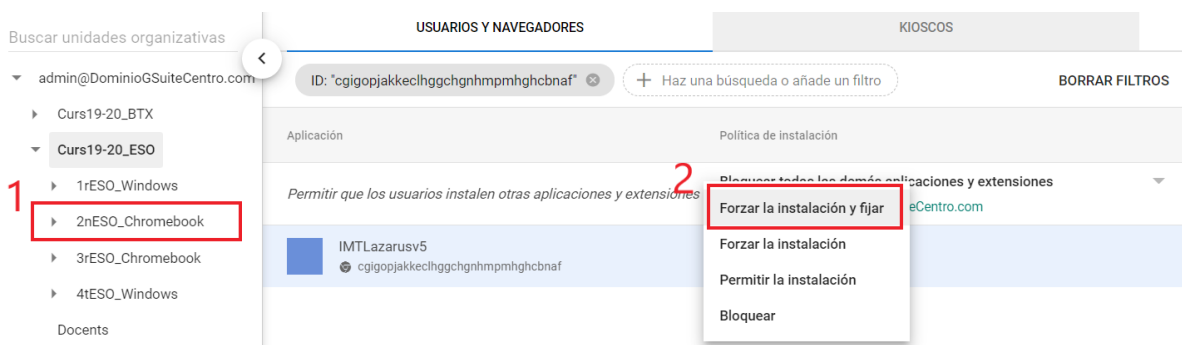 Buscar unidades organizativas
admin@DominioGSuiteCentro.com
Curs19-20_BTX
Curs19-20_ESO
1
1rESO_Windows
2nESO_Chromebook
3rESO_Chromebook
4tESO_Windows
Docents
USUARIOS Y NAVEGADORES
KIOSCOS
ID: "cgigopjakkeclhggchgnhmpmhghcbnaf"
Haz una búsqueda o añade un filtro
BORRAR FILTROS
Aplicación
Política de instalación
Permitir que los usuarios instalen otras aplicaciones y extensiones
2
Bloquear todas las demás aplicaciones y extensiones
eCentro.com
IMTLazarusv5
cgigopjakkeclhggchgnhmpmhghcbnaf
Forzar la instalación y fijar
Forzar la instalación
Permitir la instalación
Bloquear